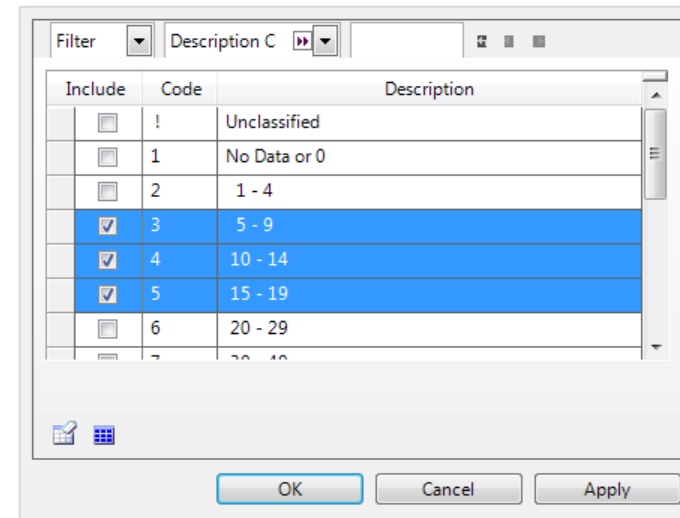 Filter Description C
Include Code Description
! Unclassified
1 No Data or 0
2 1 - 4
3 5 - 9
4 10 - 14
5 15 - 19
6 20 - 29
OK Cancel Apply